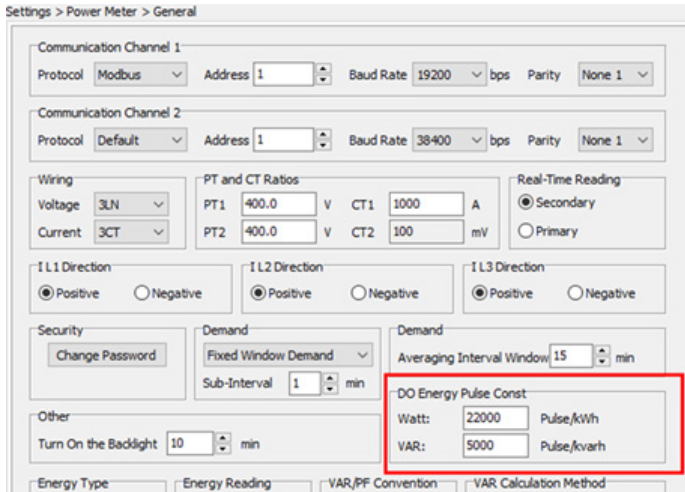 Settings > Power Meter > General
Communication Channel 1
Protocol Modbus Address 1 Baud Rate 19200 bps Parity None 1
Communication Channel 2
Protocol Default Address 1 Baud Rate 38400 bps Parity None 1
Wiring PT and CT Ratios Real-Time Reading
Voltage 3LN PT1 400.0 V CT1 1000 A Secondary
Current 3CT PT2 400.0 V CT2 100 mV Primary
I L1 Direction I L2 Direction I L3 Direction
Positive Negative Positive Negative Positive Negative
Security Demand Demand
Change Password Fixed Window Demand Averaging Interval Window 15 min
Sub-Interval 1 min
DO Energy Pulse Const
Other Watt: 22000 Pulse/kWh
Turn On the Backlight 10 min VAR: 5000 Pulse/kvarh
Energy Type Energy Reading VAR/PF Convention VAR Calculation Method